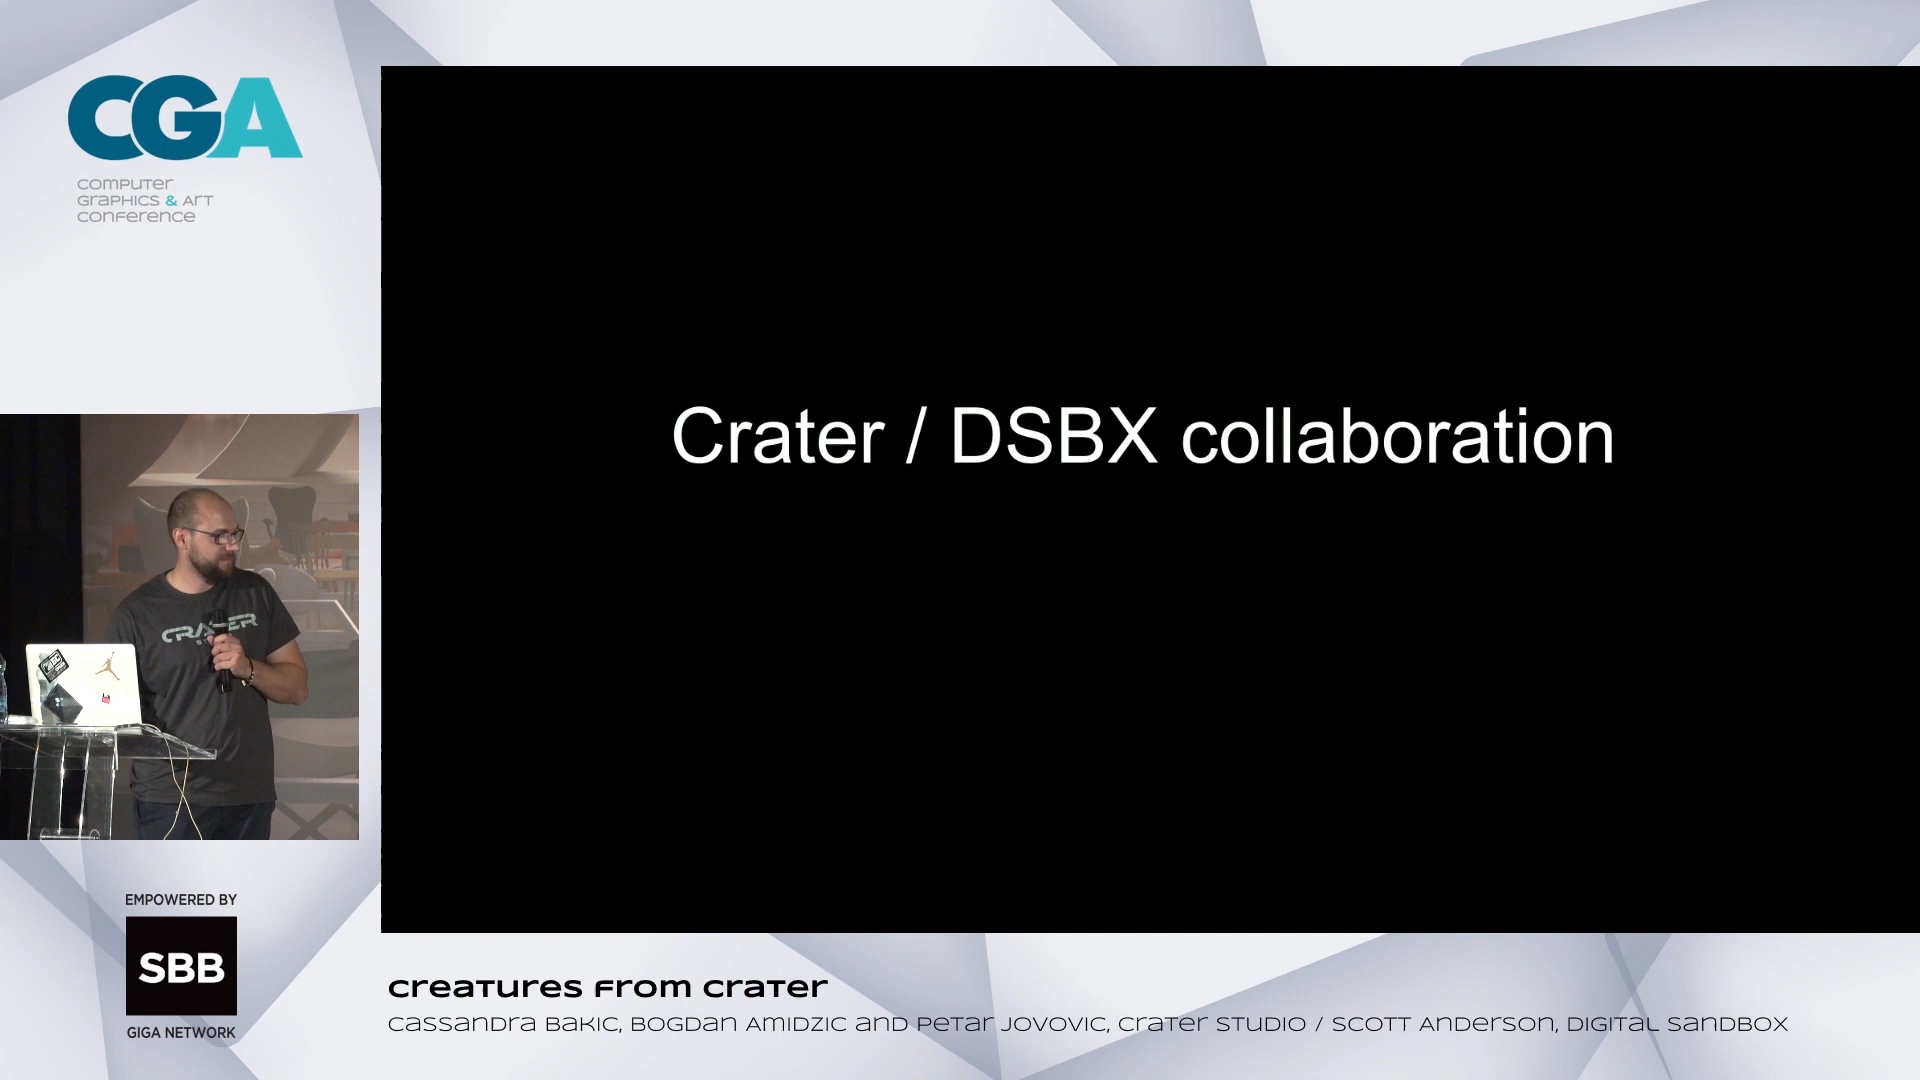 CGA
COMPUTER
GRAPHICS & ART
CONFERENCE
Crater / DSBX collaboration
CRATER
EMPOWERED BY
SBB
GIGA NETWORK
CREATURES FROM CRATER
CASSANDRA BAKIC, BOGDAN AMIDZIC AND PETAR JOVOVIC, CRATER STUDIO / SCOTT ANDERSON, DIGITAL SANDBOX